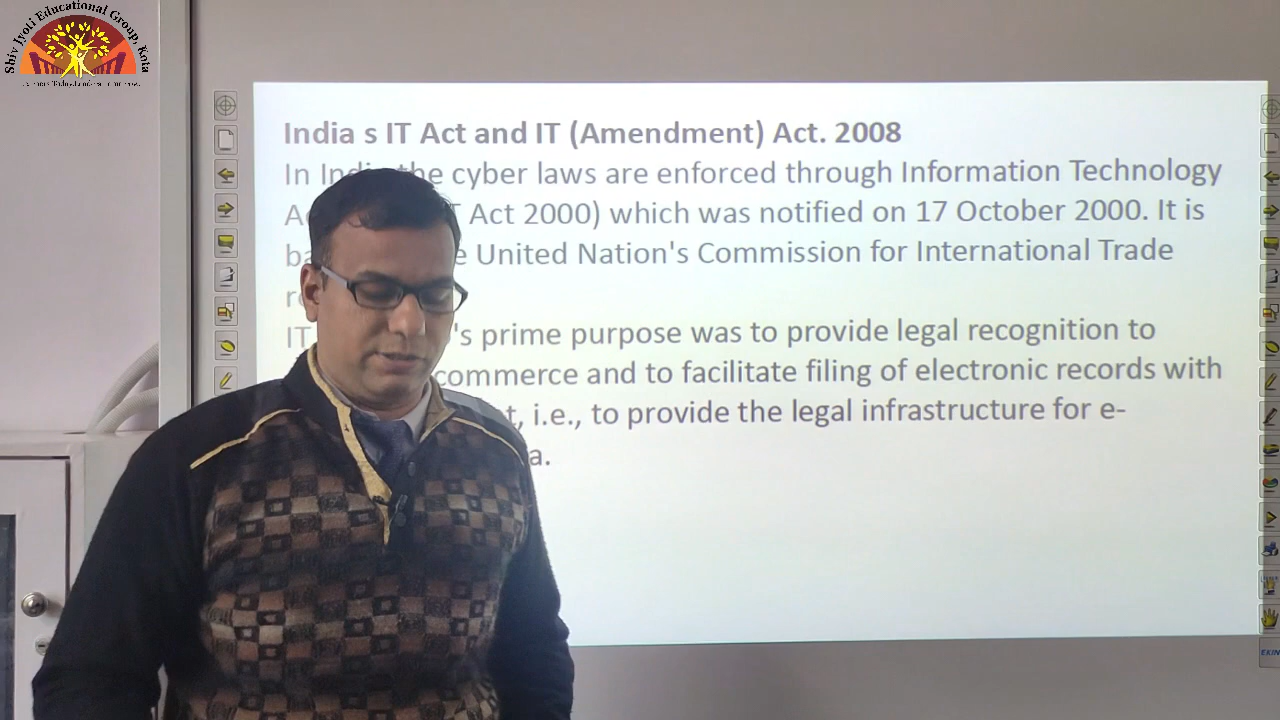 Shiv Jyoti Educational Group, Kota
India s IT Act and IT (Amendment) Act. 2008
In the cyber laws are enforced through Information Technology
Act 2000) which was notified on 17 October 2000. It is
United Nation's Commission for International Trade
IT 's prime purpose was to provide legal recognition to
commerce and to facilitate filing of electronic records with
i.e., to provide the legal infrastructure for e-
a.